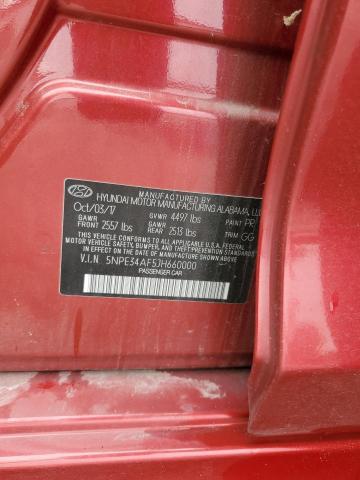 MANUFACTURED BY
HYUNDAI MOTOR MANUFACTURING ALABAMA, LLC
Oct/03/17 GVWR 4497 lbs PAINT PR
GAWR FRONT 2557 lbs GAWR REAR 2513 lbs TRIM GG
THIS VEHICLE CONFORMS TO ALL APPLICABLE U.S.A. FEDERAL
MOTOR VEHICLE SAFETY, BUMPER, AND THEFT PREVENTION
STANDARDS IN EFFECT ON THE DATE OF MANUFACTURE
SHOWN ABOVE.
V.I.N. 5NPE34AF5JH660000
PASSENGER CAR